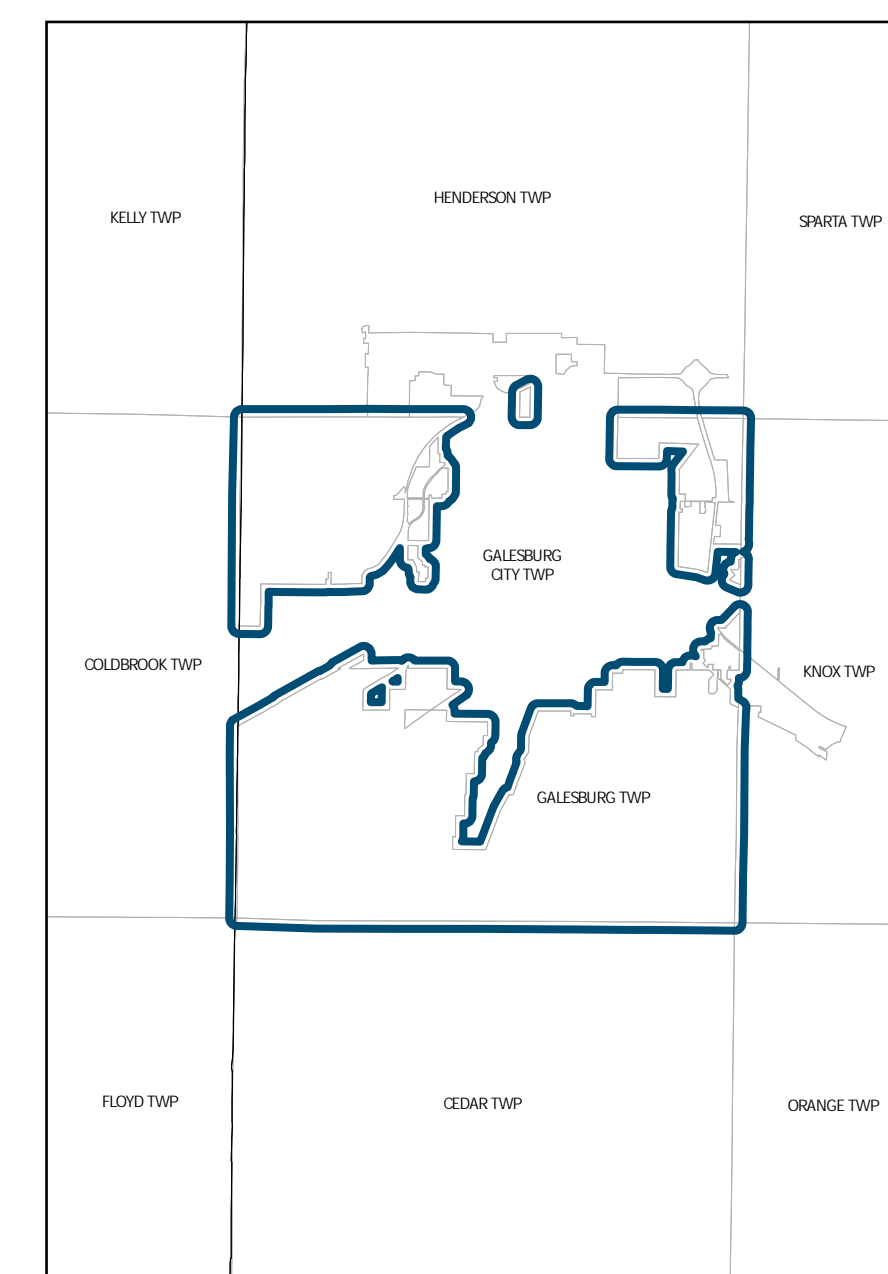 HENDERSON TWP
KELLY TWP
SPARTA TWP
GALESBURG
CITY TWP
COLDBROOK TWP
KNOX TWP
GALESBURG TWP
FLOYD TWP
CEDAR TWP
ORANGE TWP